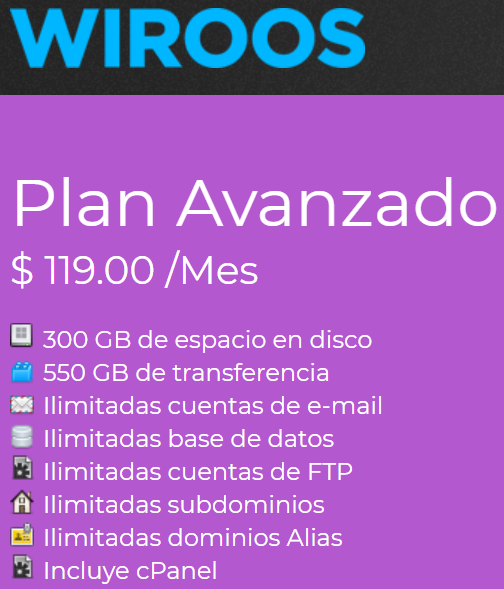 WIROOS
Plan Avanzado
$ 119.00 /Mes
300 GB de espacio en disco
550 GB de transferencia
Ilimitadas cuentas de e-mail
Ilimitadas base de datos
Ilimitadas cuentas de FTP
Ilimitadas subdominios
Ilimitadas dominios Alias
Incluye cPanel